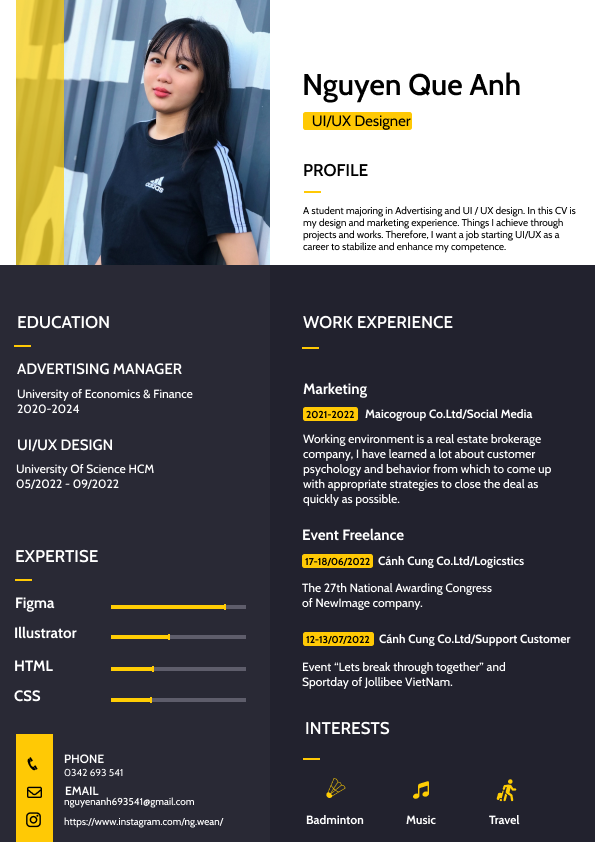 adidas
Nguyen Que Anh
UI/UX Designer
PROFILE
A student majoring in Advertising and UI / UX design. In this CV is
my design and marketing experience. Things I achieve through
projects and works. Therefore, I want a job starting UI/UX as a
career to stabilize and enhance my competence.
EDUCATION
ADVERTISING MANAGER
University of Economics & Finance
2020-2024
UI/UX DESIGN
University Of Science HCM
05/2022 - 09/2022
EXPERTISE
Figma
Illustrator
HTML
CSS
PHONE
0342 693 541
EMAIL
nguyenanh693541@gmail.com
https://www.instagram.com/ng.wean/
WORK EXPERIENCE
Marketing
2021-2022 Maicogroup Co.Ltd/Social Media
Working environment is a real estate brokerage
company, I have learned a lot about customer
psychology and behavior from which to come up
with appropriate strategies to close the deal as
quickly as possible.
Event Freelance
17-18/06/2022 Cánh Cung Co.Ltd/Logicstics
The 27th National Awarding Congress
of NewImage company.
12-13/07/2022 Cánh Cung Co.Ltd/Support Customer
Event “Lets break through together” and
Sportday of Jollibee VietNam.
INTERESTS
Badminton Music Travel